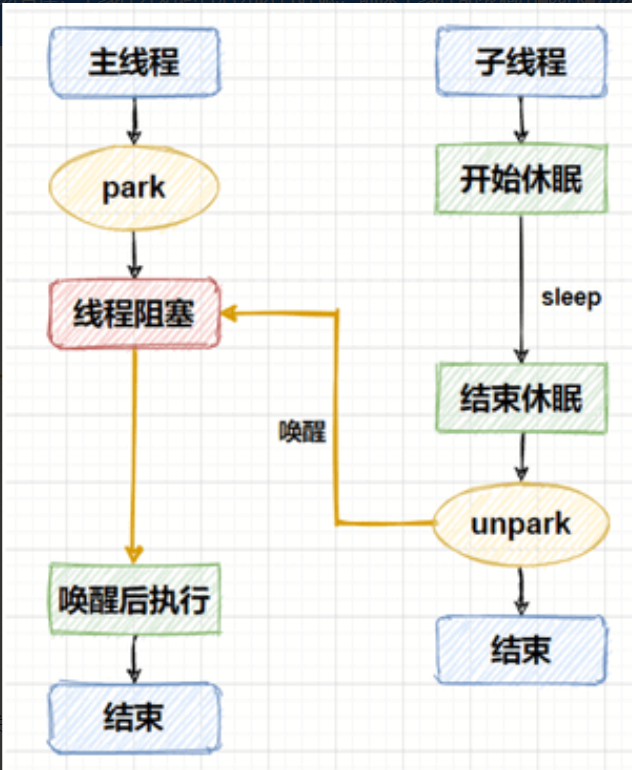 主线程
子线程
park
开始休眠
sleep
线程阻塞
结束休眠
唤醒
unpark
唤醒后执行
结束
结束